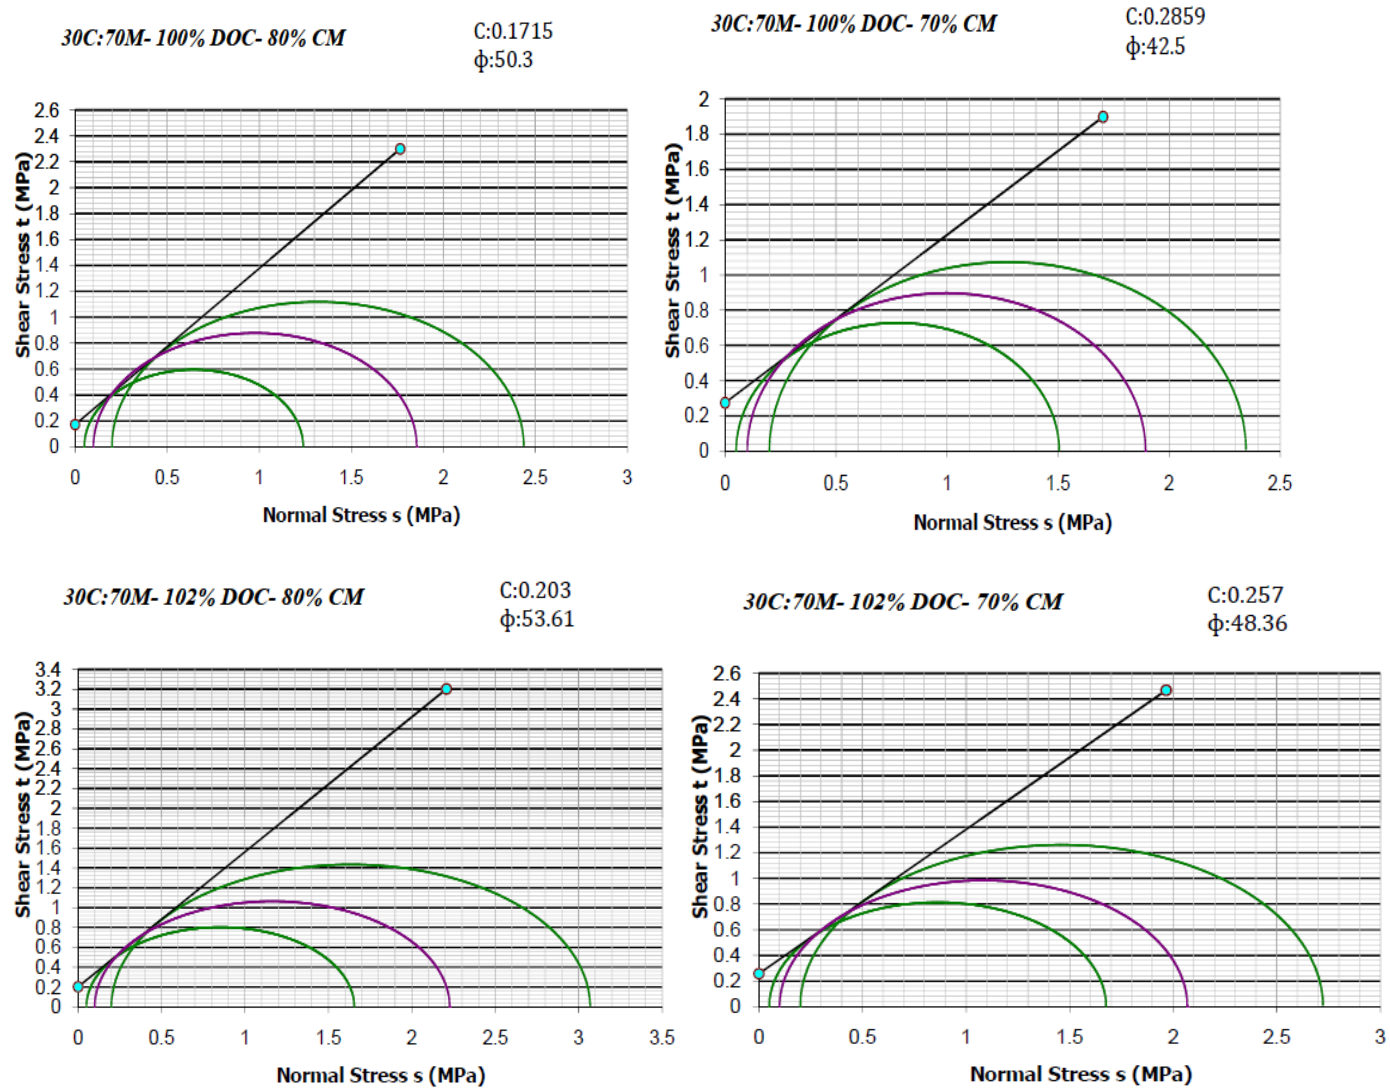 30C:70M- 100% DOC- 80% CM
C:0.1715
ϕ:50.3
2.6
2.4
2.2
2
1.8
1.6
1.4
1.2
1
0.8
0.6
0.4
0.2
0
Shear Stress t (MPa)
0 0.5 1 1.5 2 2.5 3
Normal Stress s (MPa)
30C:70M- 100% DOC- 70% CM
C:0.2859
ϕ:42.5
2
1.8
1.6
1.4
1.2
1
0.8
0.6
0.4
0.2
0
Shear Stress t (MPa)
0 0.5 1 1.5 2 2.5
Normal Stress s (MPa)
30C:70M- 102% DOC- 80% CM
C:0.203
ϕ:53.61
3.4
3.2
3
2.8
2.6
2.4
2.2
2
1.8
1.6
1.4
1.2
1
0.8
0.6
0.4
0.2
0
Shear Stress t (MPa)
0 0.5 1 1.5 2 2.5 3 3.5
Normal Stress s (MPa)
30C:70M- 102% DOC- 70% CM
C:0.257
ϕ:48.36
2.6
2.4
2.2
2
1.8
1.6
1.4
1.2
1
0.8
0.6
0.4
0.2
0
Shear Stress t (MPa)
0 0.5 1 1.5 2 2.5 3
Normal Stress s (MPa)